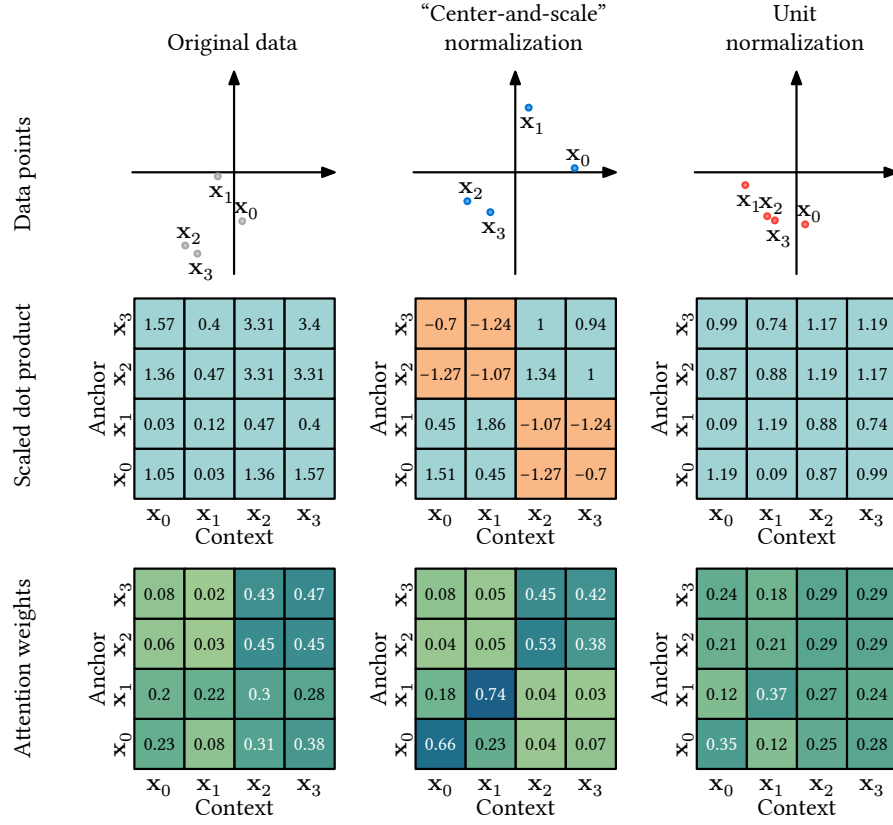 Original data
“Center-and-scale”
normalization
Unit
normalization
Data points
x₁
x₀
x₂
x₃
x₁
x₀
x₂
x₃
x₁ x₂
x₀
x₃
Scaled dot product
Anchor
x₃ 1.57 0.4 3.31 3.4
x₂ 1.36 0.47 3.31 3.31
x₁ 0.03 0.12 0.47 0.4
x₀ 1.05 0.03 1.36 1.57
x₀ x₁ x₂ x₃
Context
Anchor
x₃ −0.7 −1.24 1 0.94
x₂ −1.27 −1.07 1.34 1
x₁ 0.45 1.86 −1.07 −1.24
x₀ 1.51 0.45 −1.27 −0.7
x₀ x₁ x₂ x₃
Context
Anchor
x₃ 0.99 0.74 1.17 1.19
x₂ 0.87 0.88 1.19 1.17
x₁ 0.09 1.19 0.88 0.74
x₀ 1.19 0.09 0.87 0.99
x₀ x₁ x₂ x₃
Context
Attention weights
Anchor
x₃ 0.08 0.02 0.43 0.47
x₂ 0.06 0.03 0.45 0.45
x₁ 0.2 0.22 0.3 0.28
x₀ 0.23 0.08 0.31 0.38
x₀ x₁ x₂ x₃
Context
Anchor
x₃ 0.08 0.05 0.45 0.42
x₂ 0.04 0.05 0.53 0.38
x₁ 0.18 0.74 0.04 0.03
x₀ 0.66 0.23 0.04 0.07
x₀ x₁ x₂ x₃
Context
Anchor
x₃ 0.24 0.18 0.29 0.29
x₂ 0.21 0.21 0.29 0.29
x₁ 0.12 0.37 0.27 0.24
x₀ 0.35 0.12 0.25 0.28
x₀ x₁ x₂ x₃
Context